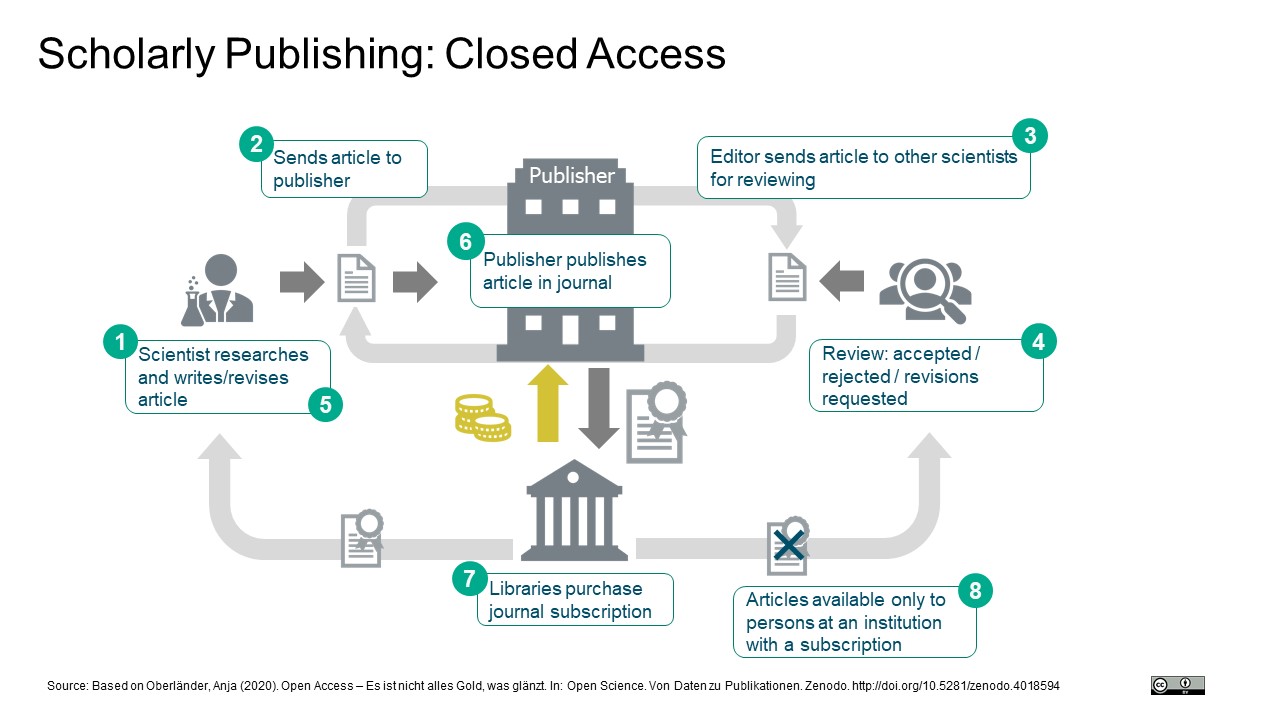 Scholarly Publishing: Closed Access
2
Sends article to
publisher
Publisher
3
Editor sends article to other scientists
for reviewing
6
Publisher publishes
article in journal
1
Scientist researches
and writes/revises
article
5
4
Review: accepted /
rejected / revisions
requested
7
Libraries purchase
journal subscription
8
Articles available only to
persons at an institution
with a subscription
Source: Based on Oberländer, Anja (2020). Open Access – Es ist nicht alles Gold, was glänzt. In: Open Science. Von Daten zu Publikationen. Zenodo. http://doi.org/10.5281/zenodo.4018594
cc
BY